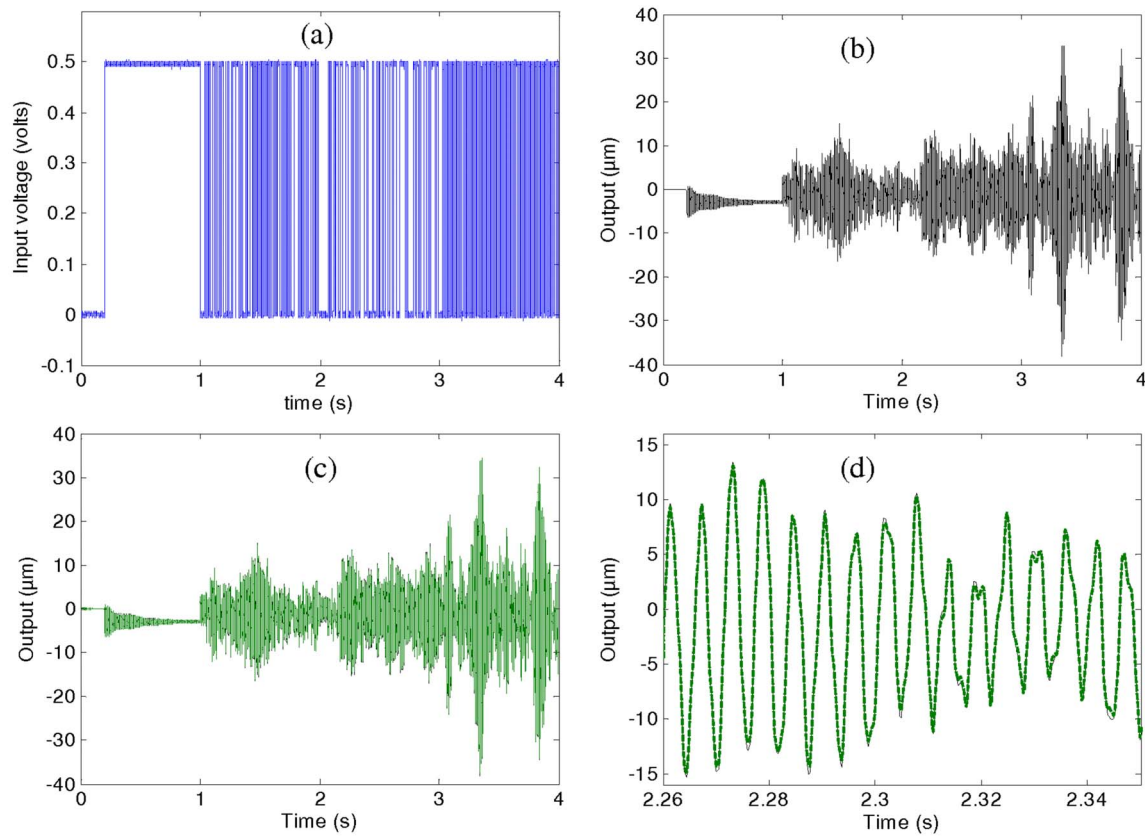 (a)
Input voltage (volts)
0.5
0.4
0.3
0.2
0.1
0
-0.1
0 1 2 3 4
time (s)
(b)
Output (µm)
40
30
20
10
0
-10
-20
-30
-40
0 1 2 3 4
Time (s)
(c)
Output (µm)
40
30
20
10
0
-10
-20
-30
-40
0 1 2 3 4
Time (s)
(d)
Output (µm)
15
10
5
0
-5
-10
-15
2.26 2.28 2.3 2.32 2.34
Time (s)